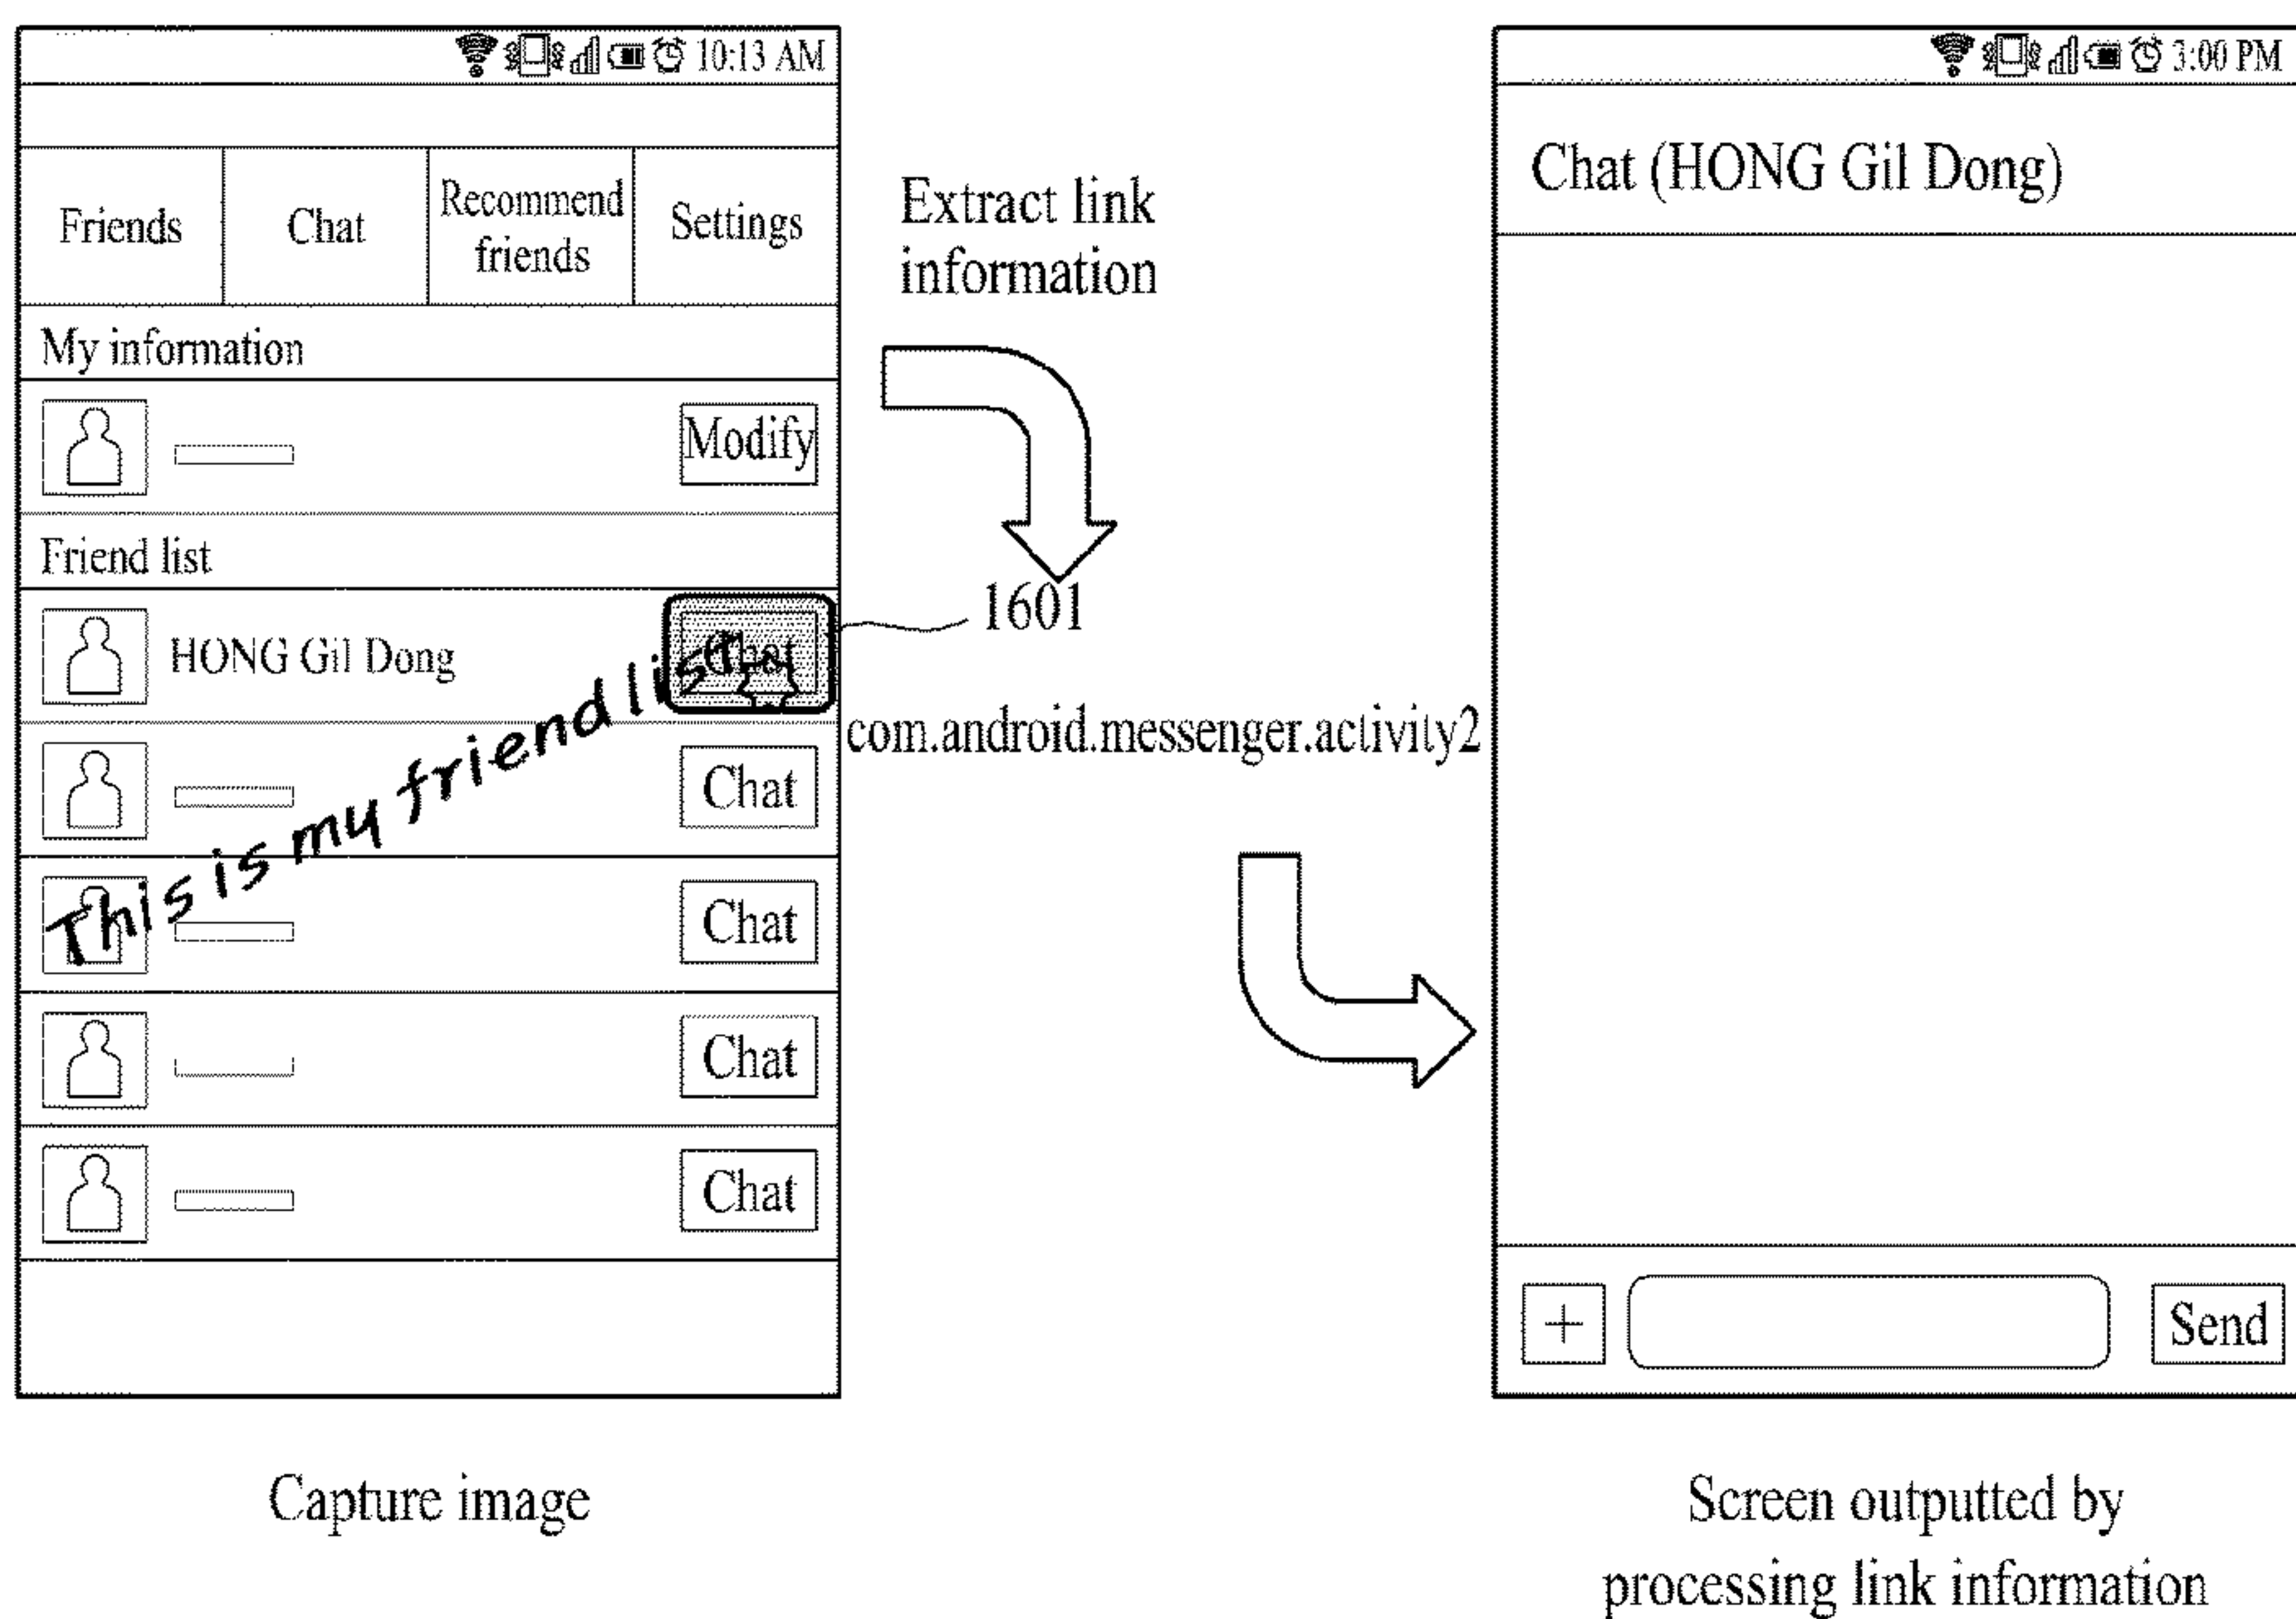 10:13 AM
Friends
Chat
Recommend
friends
Settings
My information
Modify
Friend list
HONG Gil Dong
Chat
This is my friend list
Chat
Chat
Chat
Chat
Capture image
Extract link
information
1601
com.android.messenger.activity2
3:00 PM
Chat (HONG Gil Dong)
+
Send
Screen outputted by
processing link information